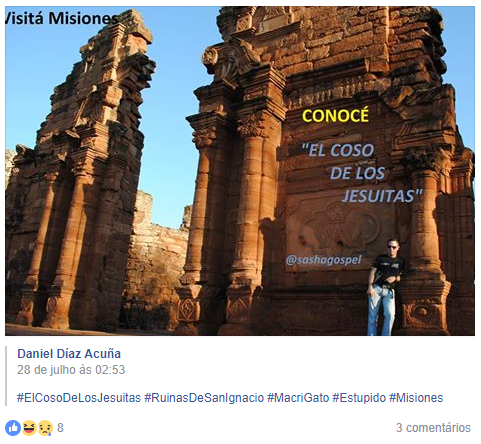 Visitá Misiones
CONOCÉ
"EL COSO
DE LOS
JESUITAS"
@sashagospel
Daniel Díaz Acuña
28 de julho às 02:53
#ElCosoDeLosJesuitas #RuinasDeSanIgnacio #MacriGato #Estupido #Misiones
8
3 comentários